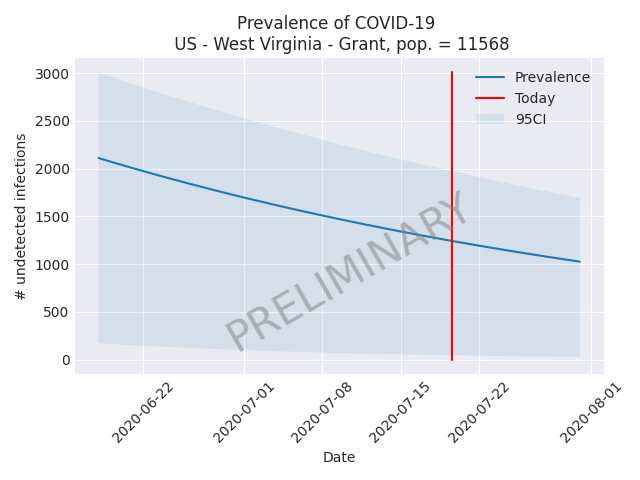 Prevalence of COVID-19
US - West Virginia - Grant, pop. = 11568
Prevalence
Today
95CI
# undetected infections
3000
2500
2000
1500
1000
500
0
PRELIMINARY
2020-06-22
2020-07-01
2020-07-08
2020-07-15
2020-07-22
2020-08-01
Date